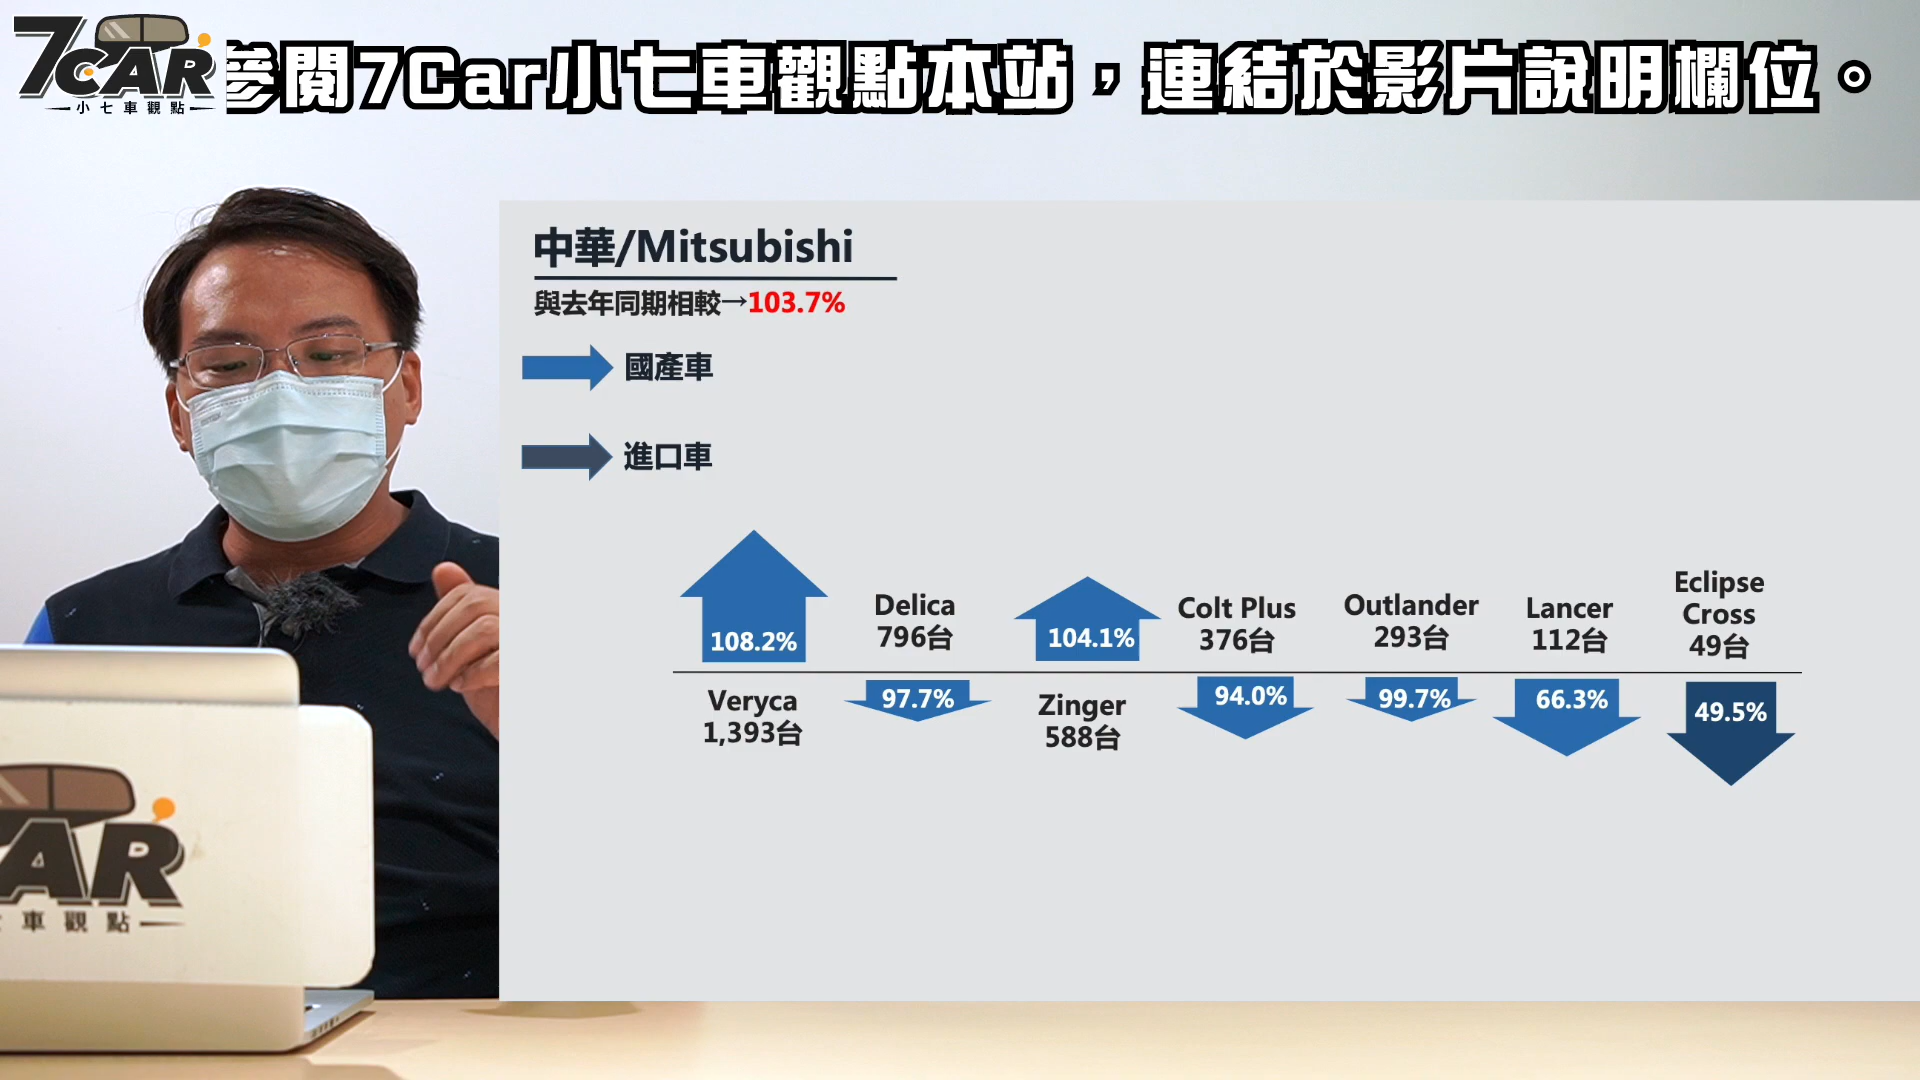 7CAR
小七車觀點
參閱7Car小七車觀點本站，連結於影片說明欄位。
中華/Mitsubishi
與去年同期相較→103.7%
國產車
進口車
108.2%
Veryca
1,393台
Delica
796台
97.7%
104.1%
Zinger
588台
Colt Plus
376台
94.0%
Outlander
293台
99.7%
Lancer
112台
66.3%
Eclipse
Cross
49台
49.5%
CAR
車觀點